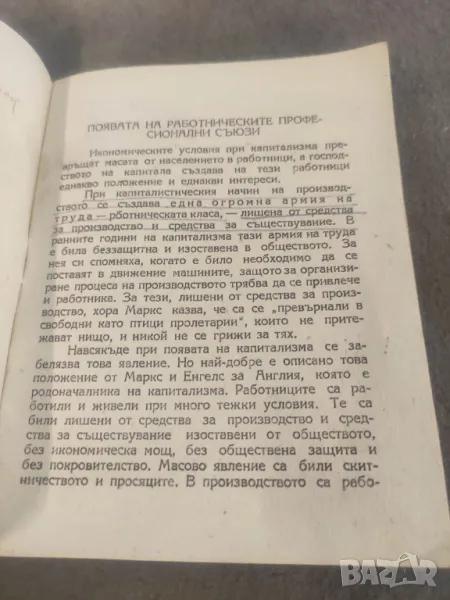 ПОЯВАТА НА РАБОТНИЧЕСКИТЕ ПРОФЕ-
СИОНАЛНИ СЪЮЗИ
Икономическите условия при капитализма пре-
връщат масата от населението в работници, а господ-
ството на капитала създава на тези работници
еднакво положение и еднакви интереси.
При капиталистическия начин на производ-
ството се създава една огромна армия на
труда — рботническата класа, — лишена от средства
за производство и средства за съществуване. В
ранните години на капитализма тази армия на труда
е била беззащитна и изоставена в обществото. За
нея си спомняха, когато е било необходимо да се
поставят в движение машините, защото за организи-
ране процеса на производството трябва да се привлече
и работника. За тези, лишени от средства за произ-
водство, хора Маркс казва, че са се „превърнали в
свободни като птици пролетарии“, които не прите-
жават нищо, и никой не се грижи за тях.
Навсякъде при появата на капитализма се за-
белязва това явление. Но най-добре е описано това
положение от Маркс и Енгелс за Англия, която е
родоначалника на капитализма. Работниците са ра-
ботили и живели при много тежки условия. Те са
били лишени от средства за производство и сред-
ства за съществуване изоставени от обществото,
без икономическа мощ, без обществена защита и
без покровителство. Масово явление са били скит-
ничеството и просяците. В производството са рабо-
bazar.bg